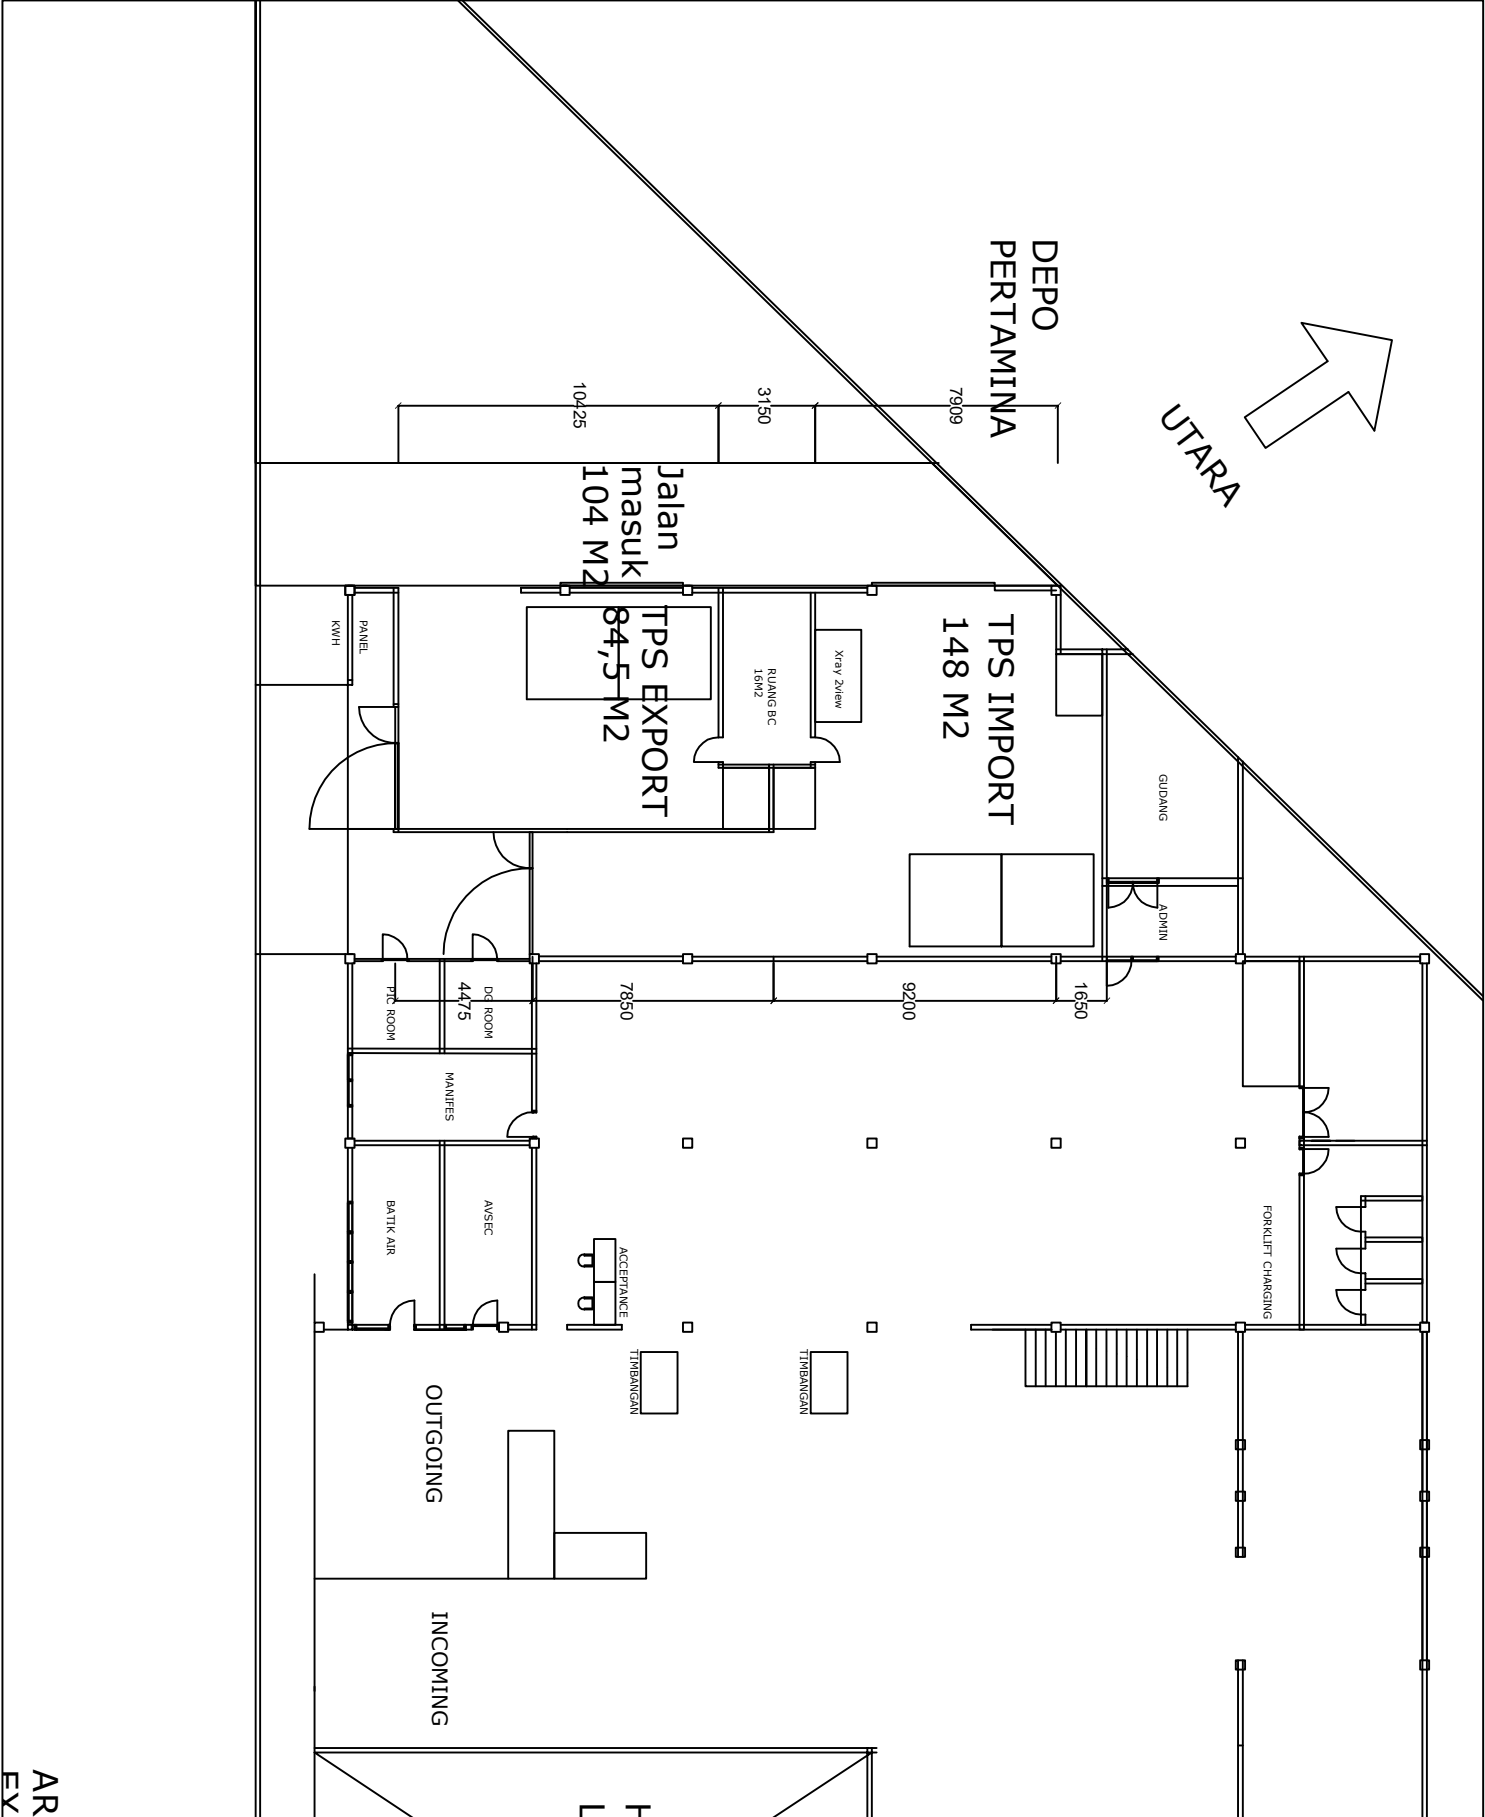 DEPO
PERTAMINA
UTARA
10425
3150
7909
Jalan
masuk
104 M2
TPS EXPORT
84,5 M2
TPS IMPORT
148 M2
KWH
PANEL
RUANG BC
16M2
Xray 2view
GUDANG
ADMIN
PIC ROOM
4475
DG ROOM
7850
9200
1650
MANIFES
BATIK AIR
AVSEC
ACCEPTANCE
FORKLIFT CHARGING
TIMBANGAN
TIMBANGAN
OUTGOING
INCOMING
AR
EX
H
L